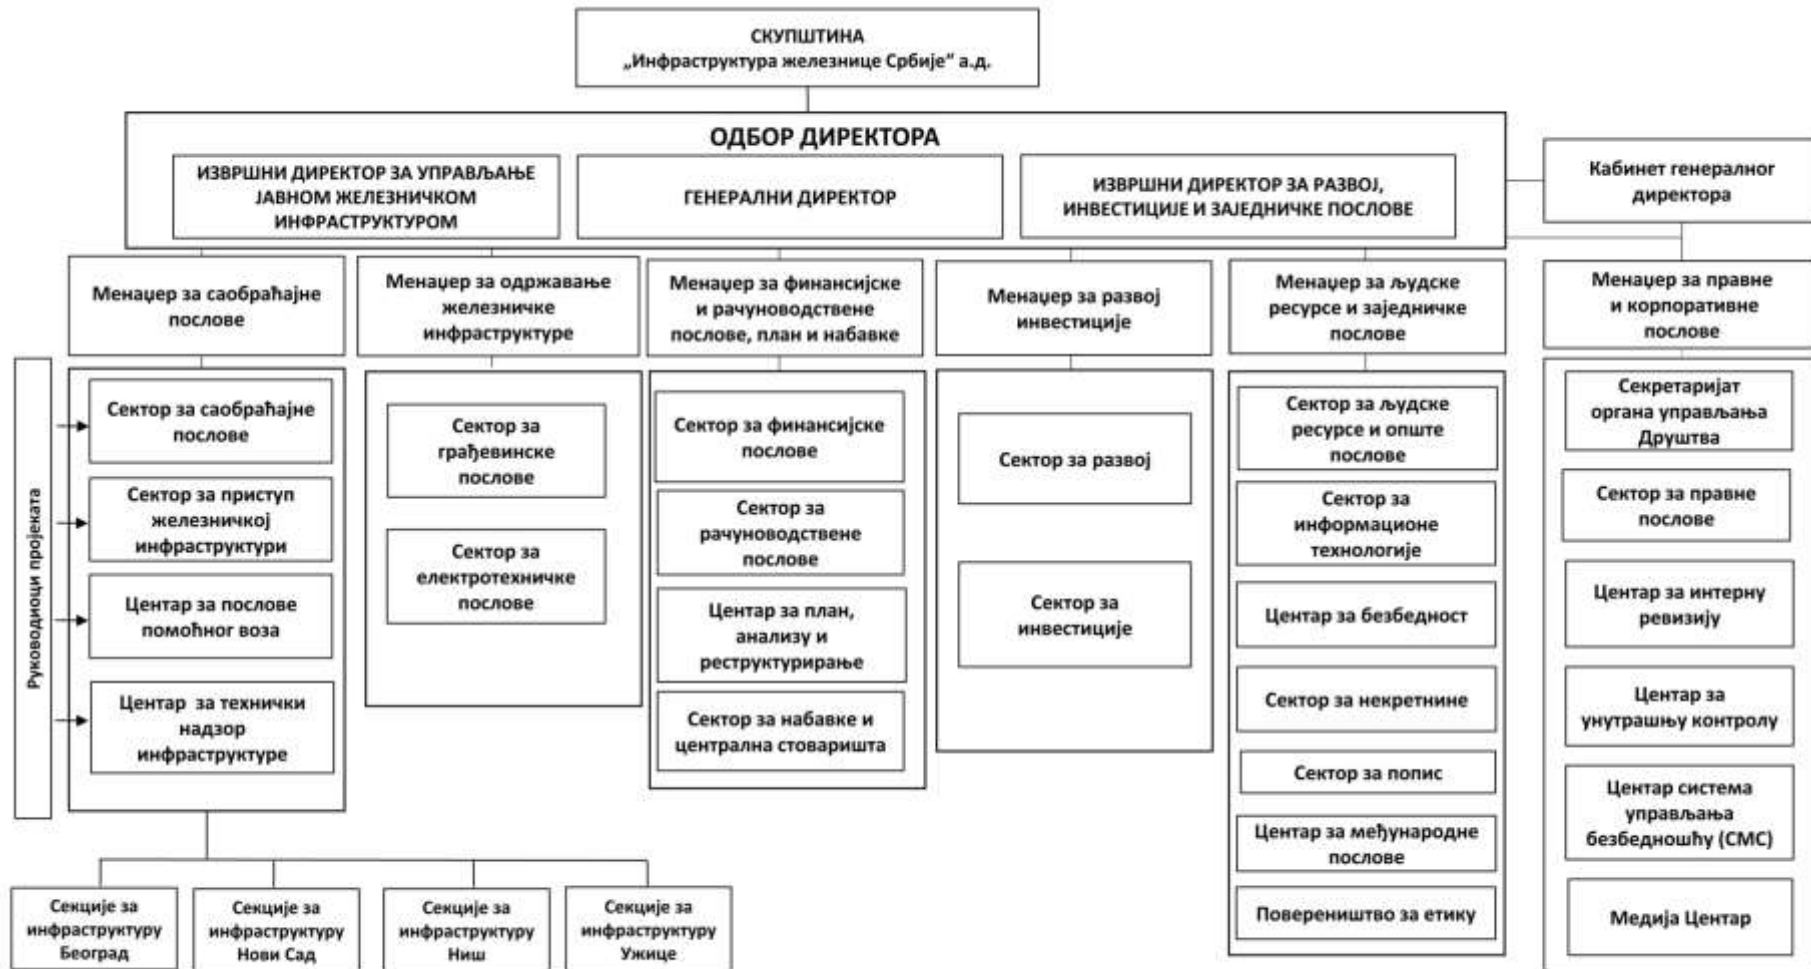 СКУПШТИНА
„Инфраструктура железнице Србије“ а.д.
ОДБОР ДИРЕКТОРА
ИЗВРШНИ ДИРЕКТОР ЗА УПРАВЉАЊЕ
ЈАВНОМ ЖЕЛЕЗНИЧКОМ
ИНФРАСТРУКТУРОМ
ГЕНЕРАЛНИ ДИРЕКТОР
ИЗВРШНИ ДИРЕКТОР ЗА РАЗВОЈ,
ИНВЕСТИЦИЈЕ И ЗАЈЕДНИЧКЕ ПОСЛОВЕ
Кабинет генералног
директора
Менаџер за саобраћајне
послове
Менаџер за одржавање
железничке
инфраструктуре
Менаџер за финансијске
и рачуноводствене
послове, план и набавке
Менаџер за развој
инвестиције
Менаџер за људске
ресурсе и заједничке
послове
Менаџер за правне
и корпоративне
послове
Руководиоци пројеката
Сектор за саобраћајне
послове
Сектор за приступ
железничкој
инфраструктури
Центар за послове
помоћног воза
Центар за технички
надзор
инфраструктуре
Сектор за
грађевинске
послове
Сектор за
електротехничке
послове
Сектор за финансијске
послове
Сектор за
рачуноводствене
послове
Центар за план,
анализу и
реструктурирање
Сектор за набавке и
централна стоваришта
Сектор за развој
Сектор за
инвестиције
Сектор за људске
ресурсе и опште
послове
Сектор за
информационе
технологије
Центар за безбедност
Сектор за некретнине
Сектор за попис
Центар за међународне
послове
Повереништво за етику
Секретаријат
органа управљања
Друштва
Сектор за правне
послове
Центар за интерну
ревизију
Центар за
унутрашњу контролу
Центар система
управљања
безбедношћу (СМС)
Медија Центар
Секције за
инфраструктуру
Београд
Секције за
инфраструктуру
Нови Сад
Секције за
инфраструктуру
Ниш
Секције за
инфраструктуру
Ужице